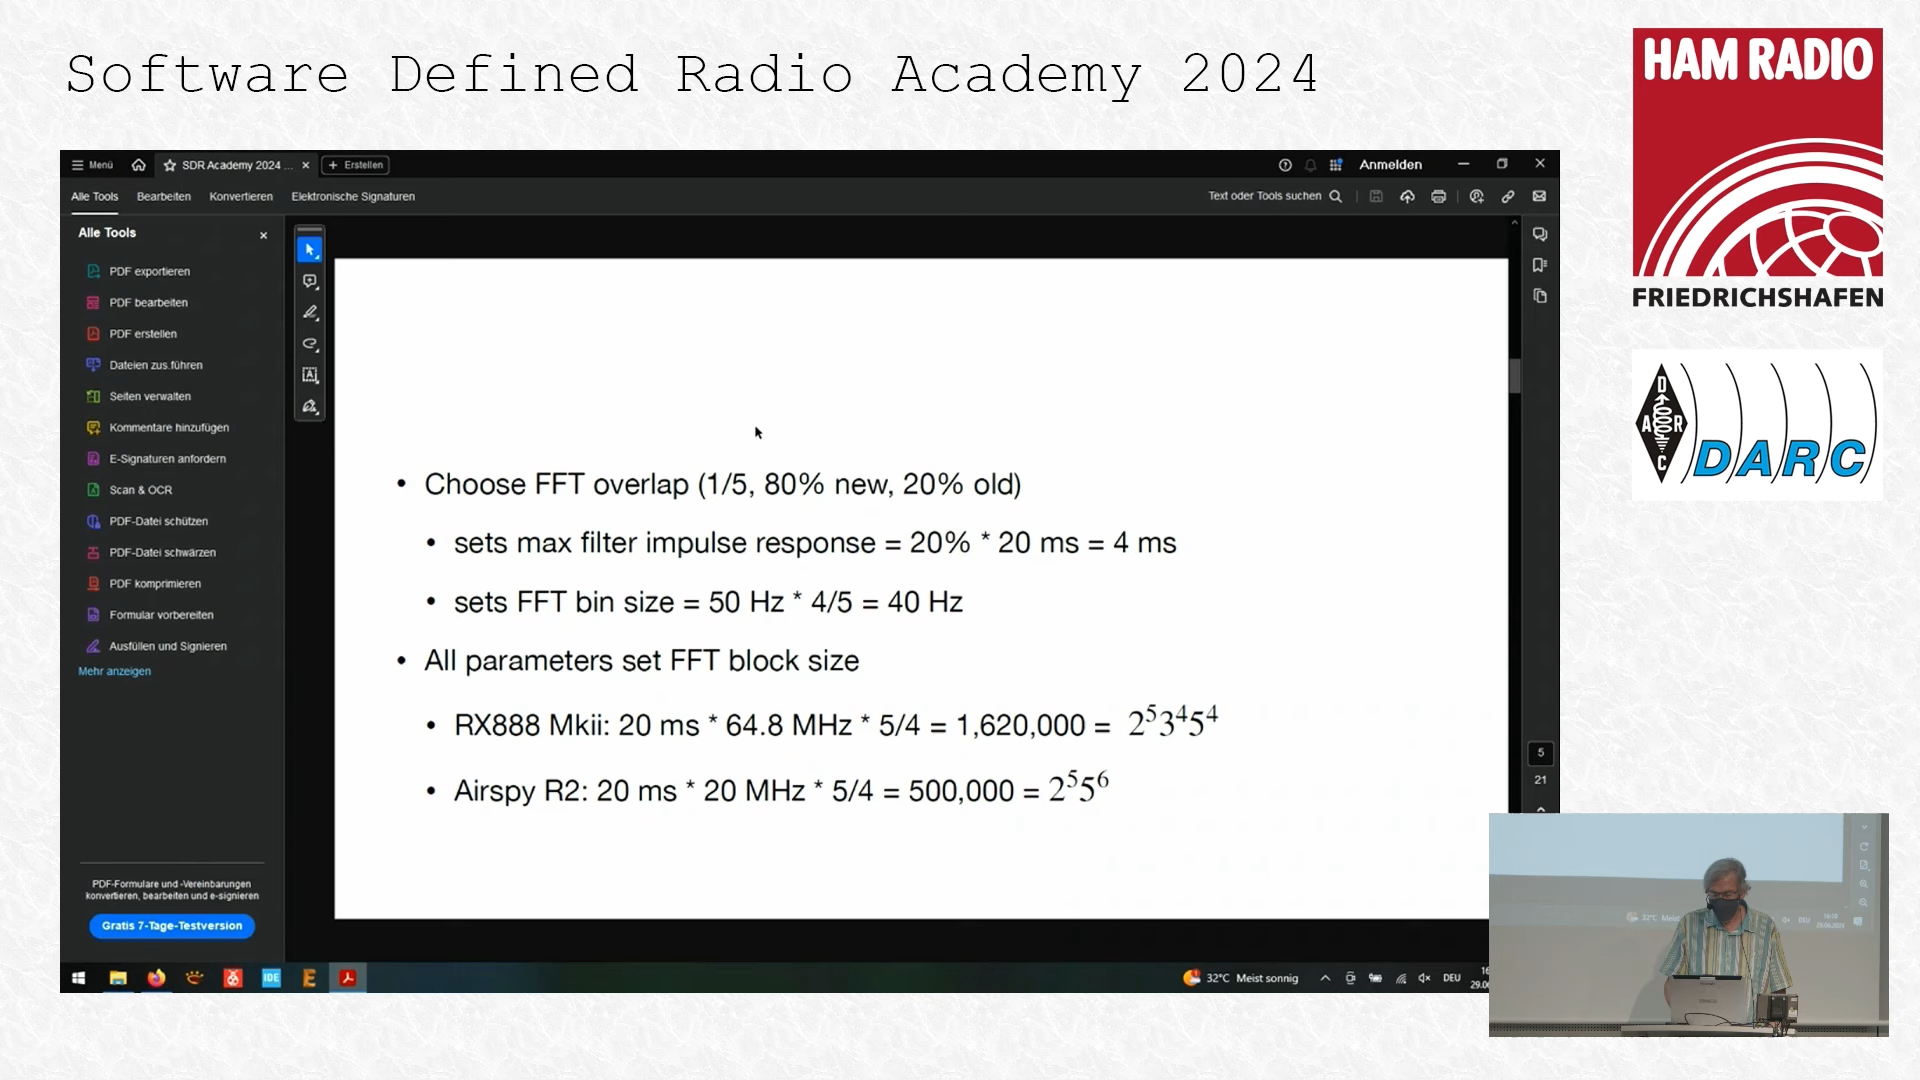 Software Defined Radio Academy 2024
HAM RADIO
FRIEDRICHSHAFEN
D
A R
C
DARC
Menü
SDR Academy 2024 ...
+ Erstellen
Anmelden
Alle Tools
Bearbeiten
Konvertieren
Elektronische Signaturen
Text oder Tools suchen
Alle Tools
PDF exportieren
PDF bearbeiten
PDF erstellen
Dateien zus.führen
Seiten verwalten
Kommentare hinzufügen
E-Signaturen anfordern
Scan & OCR
PDF-Datei schützen
PDF-Datei schwärzen
PDF komprimieren
Formular vorbereiten
Ausfüllen und Signieren
Mehr anzeigen
PDF-Formulare und -Vereinbarungen
konvertieren, bearbeiten und e-signieren
Gratis 7-Tage-Testversion
• Choose FFT overlap (1/5, 80% new, 20% old)
• sets max filter impulse response = 20% * 20 ms = 4 ms
• sets FFT bin size = 50 Hz * 4/5 = 40 Hz
• All parameters set FFT block size
• RX888 Mkii: 20 ms * 64.8 MHz * 5/4 = 1,620,000 = 2⁵3⁴5⁴
• Airspy R2: 20 ms * 20 MHz * 5/4 = 500,000 = 2⁵5⁶
5
21
IDE
32°C Meist sonnig
DEU
32°C
DEU